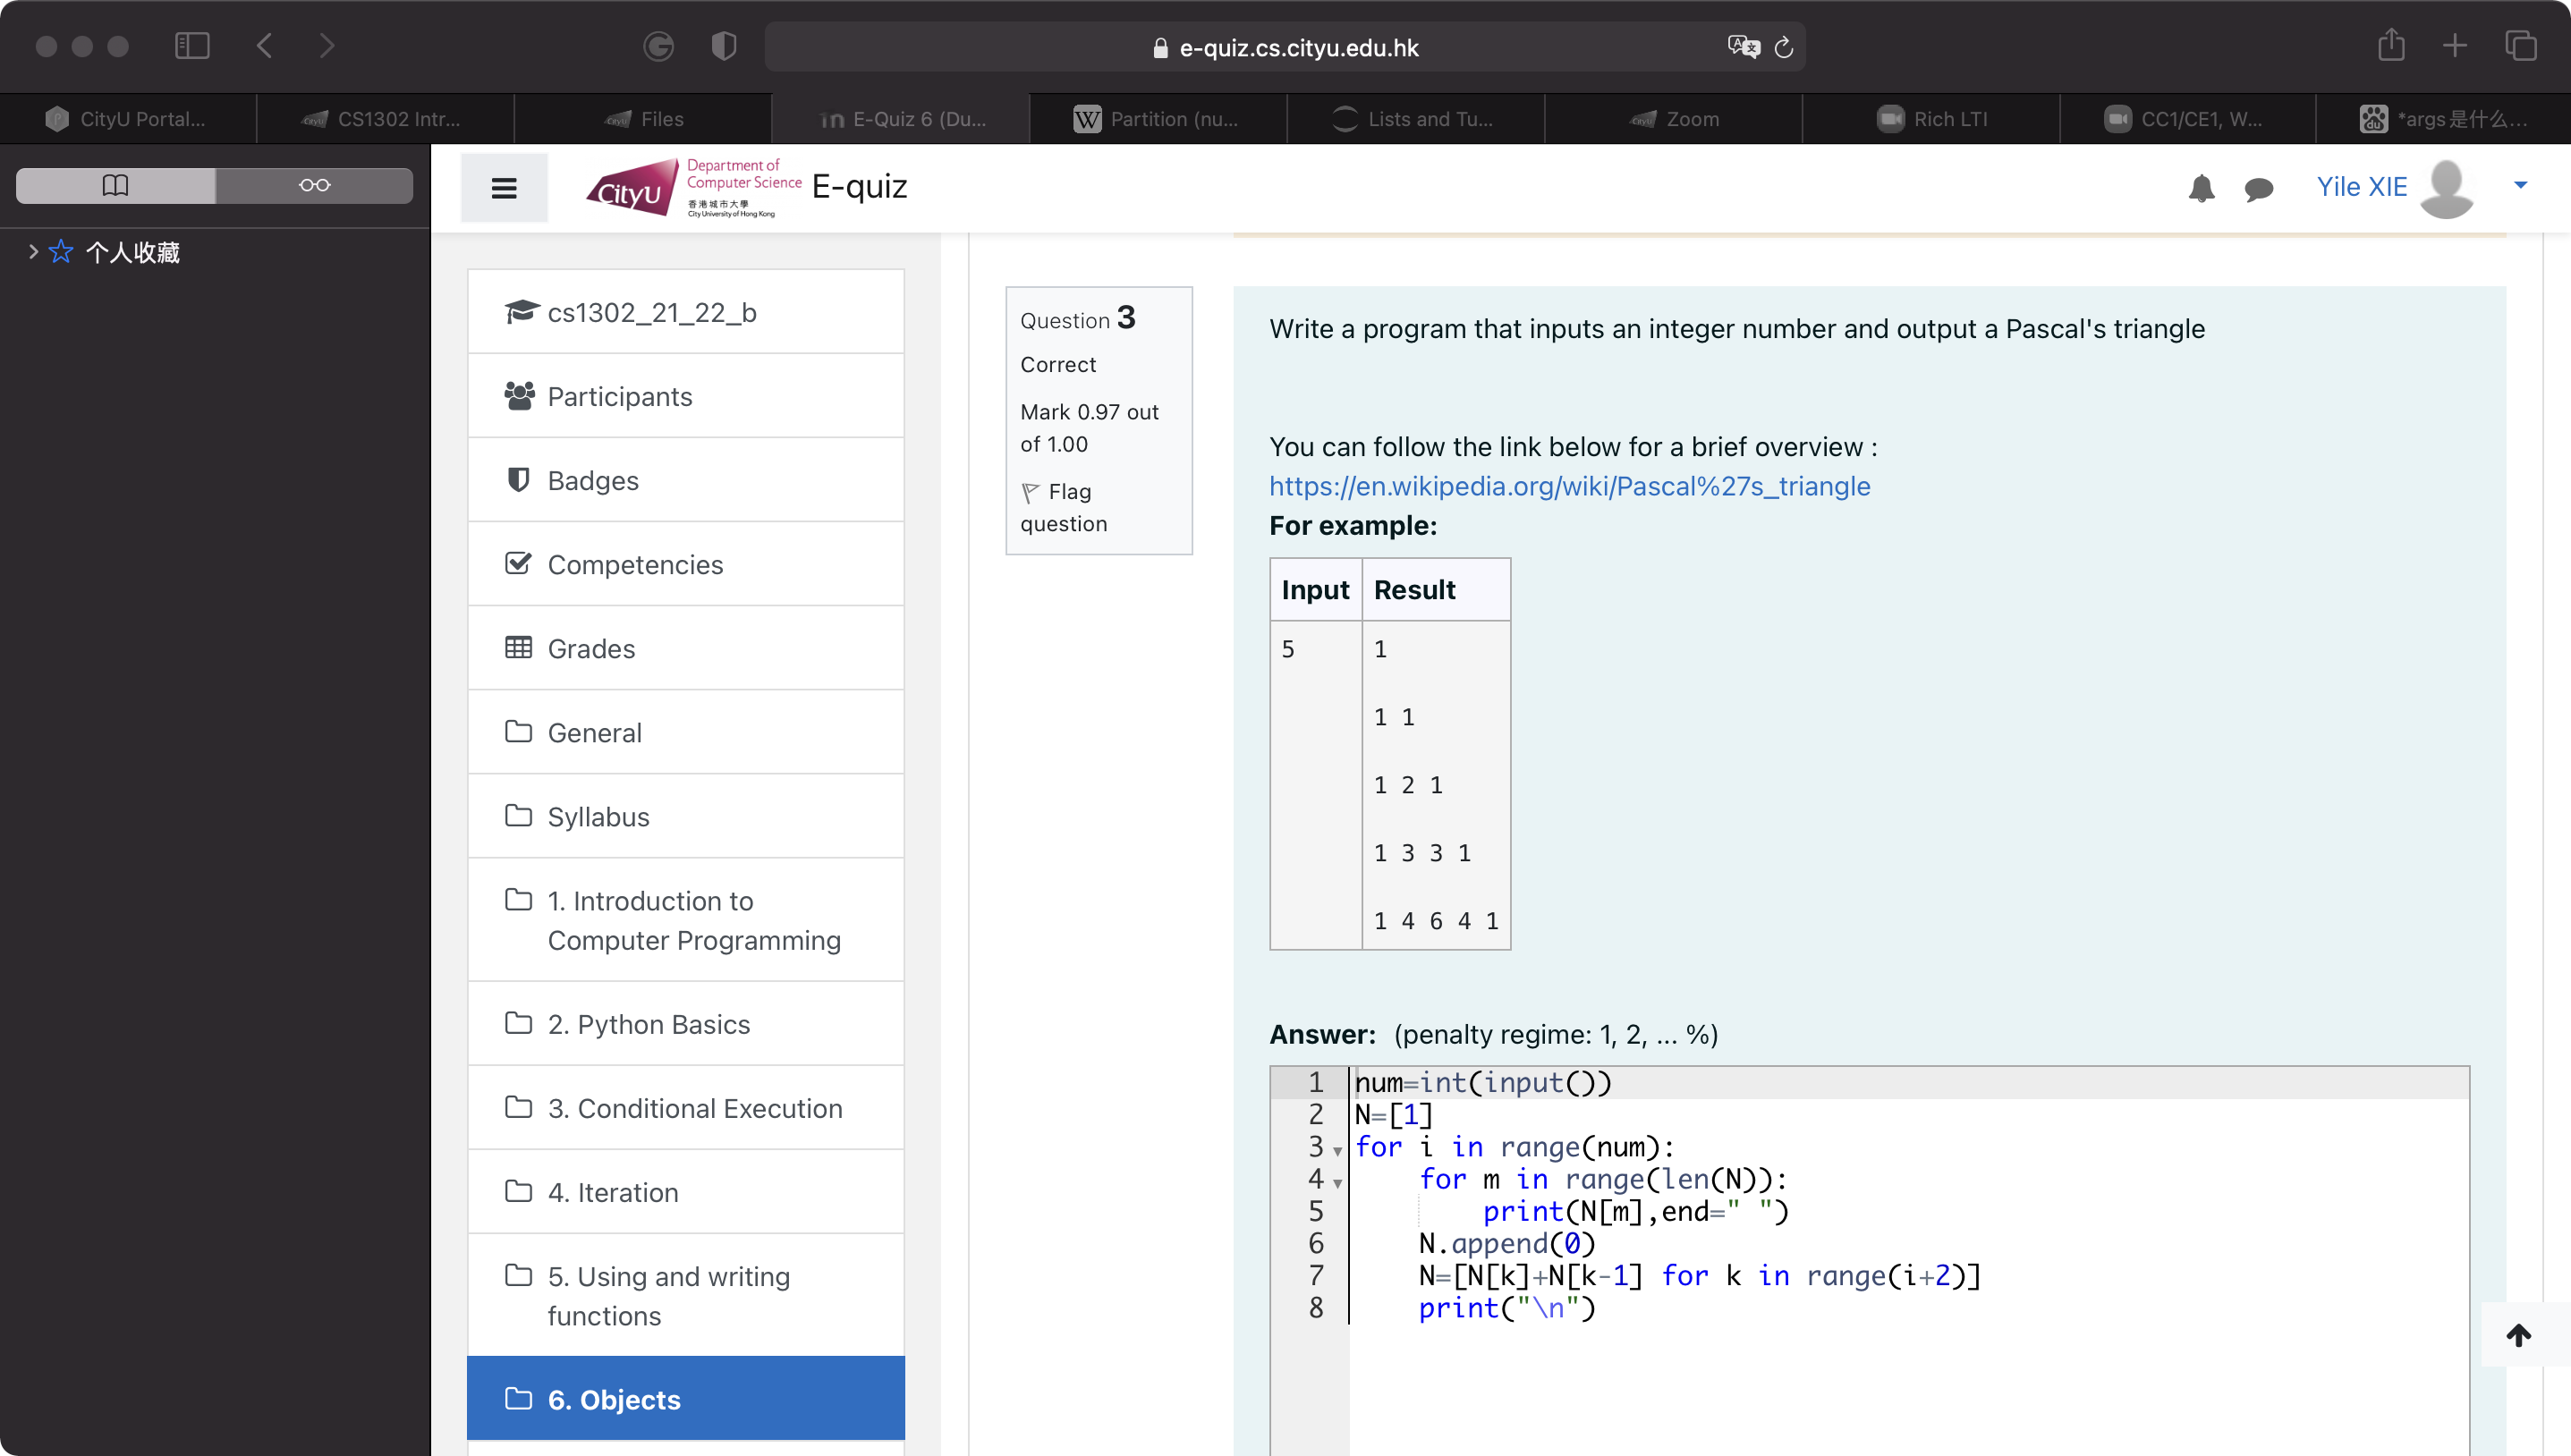 e-quiz.cs.cityu.edu.hk
CityU Portal...
CS1302 Intr...
Files
E-Quiz 6 (Du...
Partition (nu...
Lists and Tu...
Zoom
Rich LTI
CC1/CE1, W...
*args是什么...
个人收藏
CityU
Department of
Computer Science
香港城市大學
City University of Hong Kong
E-quiz
Yile XIE
cs1302_21_22_b
Participants
Badges
Competencies
Grades
General
Syllabus
1. Introduction to
Computer Programming
2. Python Basics
3. Conditional Execution
4. Iteration
5. Using and writing
functions
6. Objects
Question 3
Correct
Mark 0.97 out
of 1.00
Flag
question
Write a program that inputs an integer number and output a Pascal's triangle
You can follow the link below for a brief overview :
https://en.wikipedia.org/wiki/Pascal%27s_triangle
For example:
Input Result
5 1
1 1
1 2 1
1 3 3 1
1 4 6 4 1
Answer: (penalty regime: 1, 2, ... %)
1 num=int(input())
2 N=[1]
3 for i in range(num):
4     for m in range(len(N)):
5         print(N[m],end=" ")
6     N.append(0)
7     N=[N[k]+N[k-1] for k in range(i+2)]
8     print("\n")